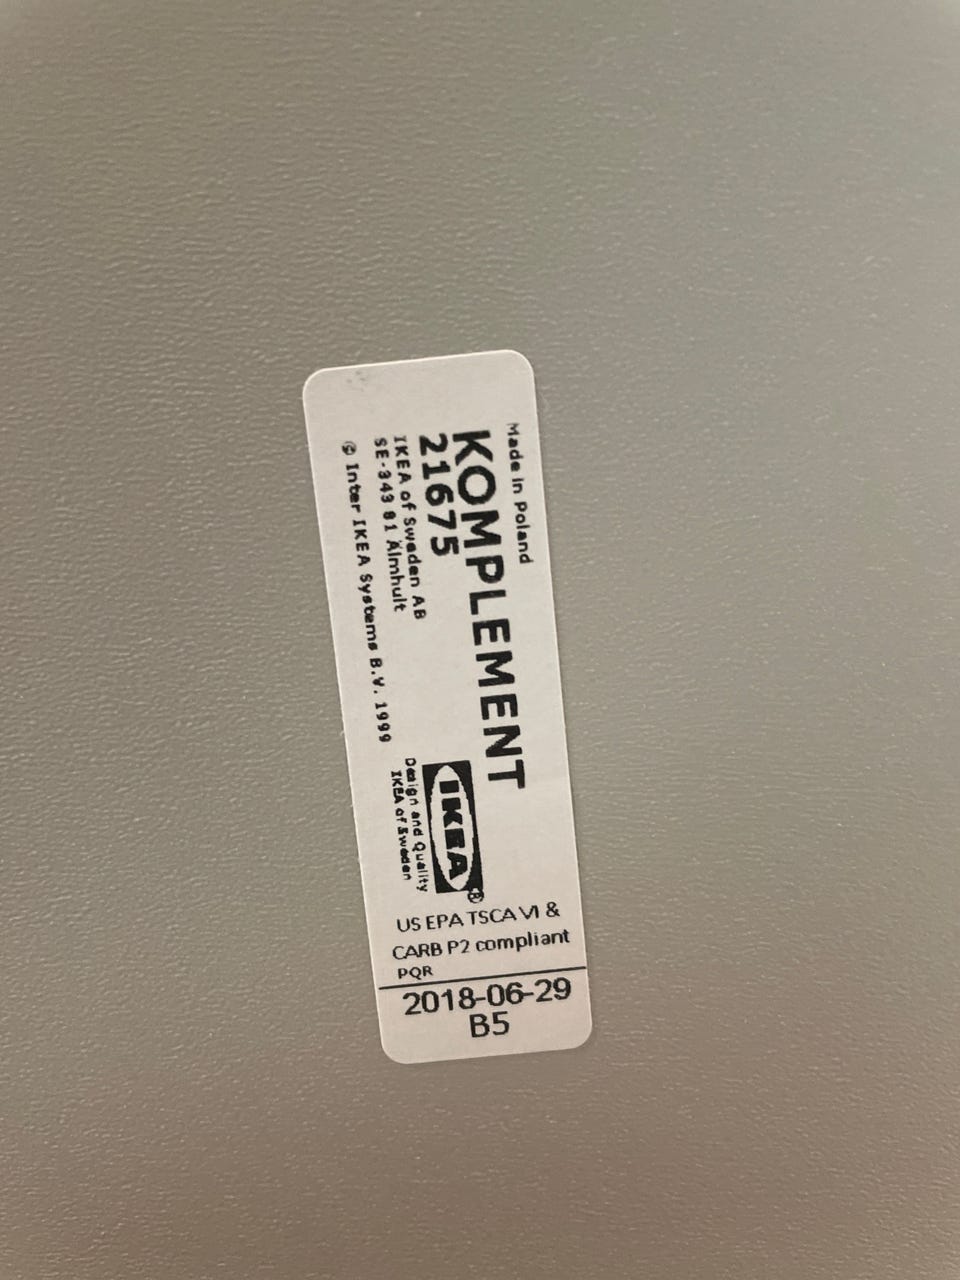 Made in Poland
KOMPLEMENT
21675
IKEA of Sweden AB
SE-343 81 Älmhult
© Inter IKEA Systems B.V. 1999
IKEA®
Design and Quality
IKEA of Sweden
US EPA TSCA VI &
CARB P2 compliant
PQR
2018-06-29
B5